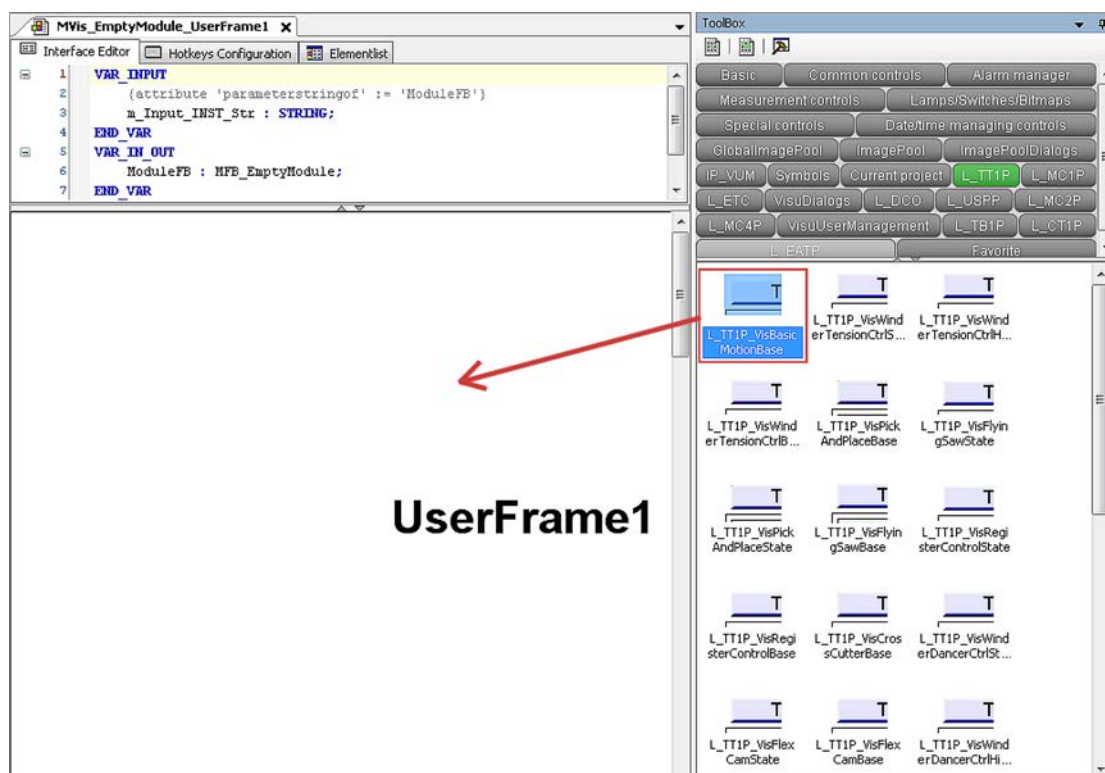 MVis_EmptyModule_UserFrame1 X
Interface Editor Hotkeys Configuration Elementlist
1 VAR_INPUT
2 {attribute 'parameterstringof' := 'ModuleFB'}
3 m_Input_INST_Str : STRING;
4 END_VAR
5 VAR_IN_OUT
6 ModuleFB : MFB_EmptyModule;
7 END_VAR
UserFrame1
ToolBox
Basic Common controls Alarm manager
Measurement controls Lamps/Switches/Bitmaps
Special controls Date/time managing controls
GlobalImagePool ImagePool ImagePoolDialogs
IP_VUM Symbols Current project L_TT1P L_MC1P
L_ETC VisuDialogs L_DCO L_USPP L_MC2P
L_MC4P VisuUserManagement L_TB1P L_CT1P
L_EATP Favorite
T T T
L_TT1P_VisBasic L_TT1P_VisWind L_TT1P_VisWind
MotionBase erTensionCtrlS... erTensionCtrlH...
T T T
L_TT1P_VisWind L_TT1P_VisPick L_TT1P_VisFlyin
erTensionCtrlB... AndPlaceBase gSawState
T T T
L_TT1P_VisPick L_TT1P_VisFlyin L_TT1P_VisRegi
AndPlaceState gSawBase sterControlState
T T T
L_TT1P_VisRegi L_TT1P_VisCros L_TT1P_VisWind
sterControlBase sCutterBase erDancerCtrlSt...
T T T
L_TT1P_VisFlex L_TT1P_VisFlex L_TT1P_VisWind
CamState CamBase erDancerCtrlHi...